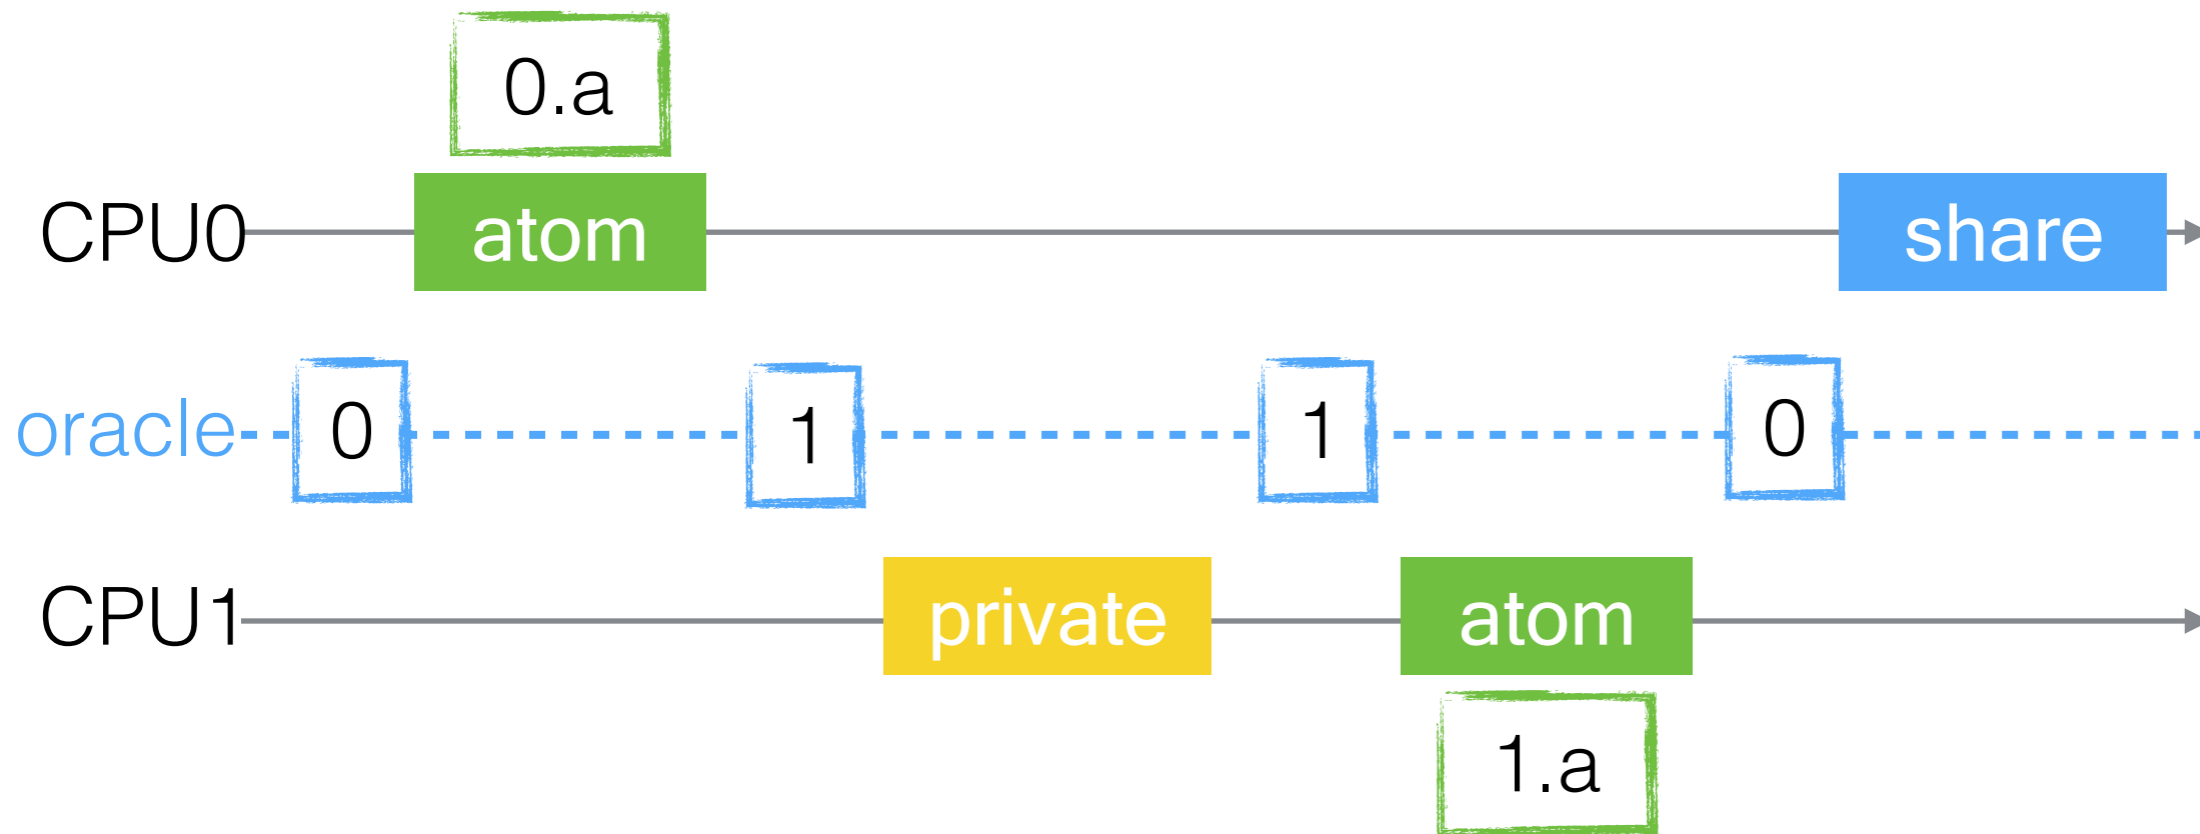 0.a
CPU0 atom share
oracle 0 1 1 0
CPU1 private atom
1.a